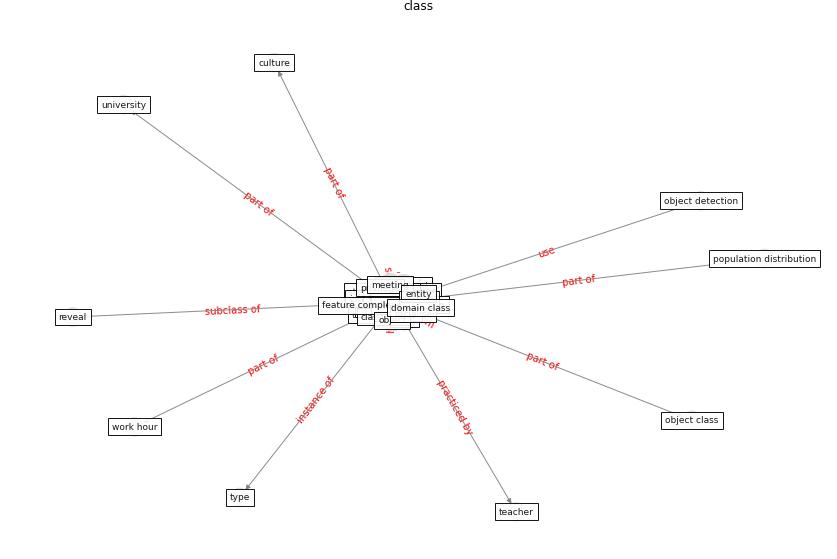 class
culture
university
part of
part of
object detection
use
population distribution
part of
meeting
entity
feature comple
domain class
reveal
subclass of
part of
work hour
instance of
type
practiced by
teacher
part of
object class